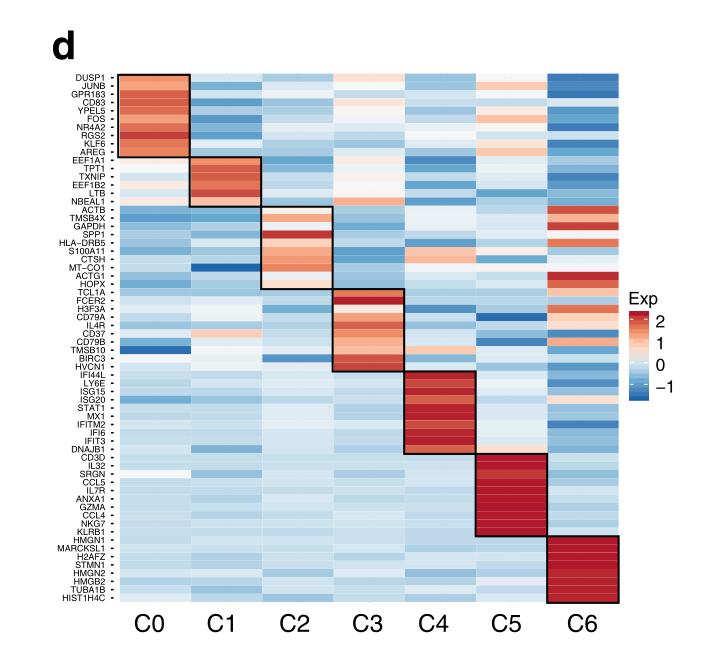 d
DUSP1
JUNB
GPR183
CD83
YPEL5
FOS
NR4A2
RGS2
KLF6
AREG
EEF1A1
TPT1
TXNIP
EEF1B2
LTB
NBEAL1
ACTB
TMSB4X
GAPDH
SPP1
HLA-DRB5
S100A11
CTSH
MT-CO1
ACTG1
HOPX
TCL1A
FCER2
H3F3A
CD79A
IL4R
CD37
CD79B
TMSB10
BIRC3
HVCN1
IFI44L
LY6E
ISG15
ISG20
STAT1
MX1
IFITM2
IFI6
IFIT3
DNAJB1
CD3D
IL32
SRGN
CCL5
IL7R
ANXA1
GZMA
CCL4
NKG7
KLRB1
HMGN1
MARCKSL1
H2AFZ
STMN1
HMGN2
HMGB2
TUBA1B
HIST1H4C
C0 C1 C2 C3 C4 C5 C6
Exp
2
1
0
−1